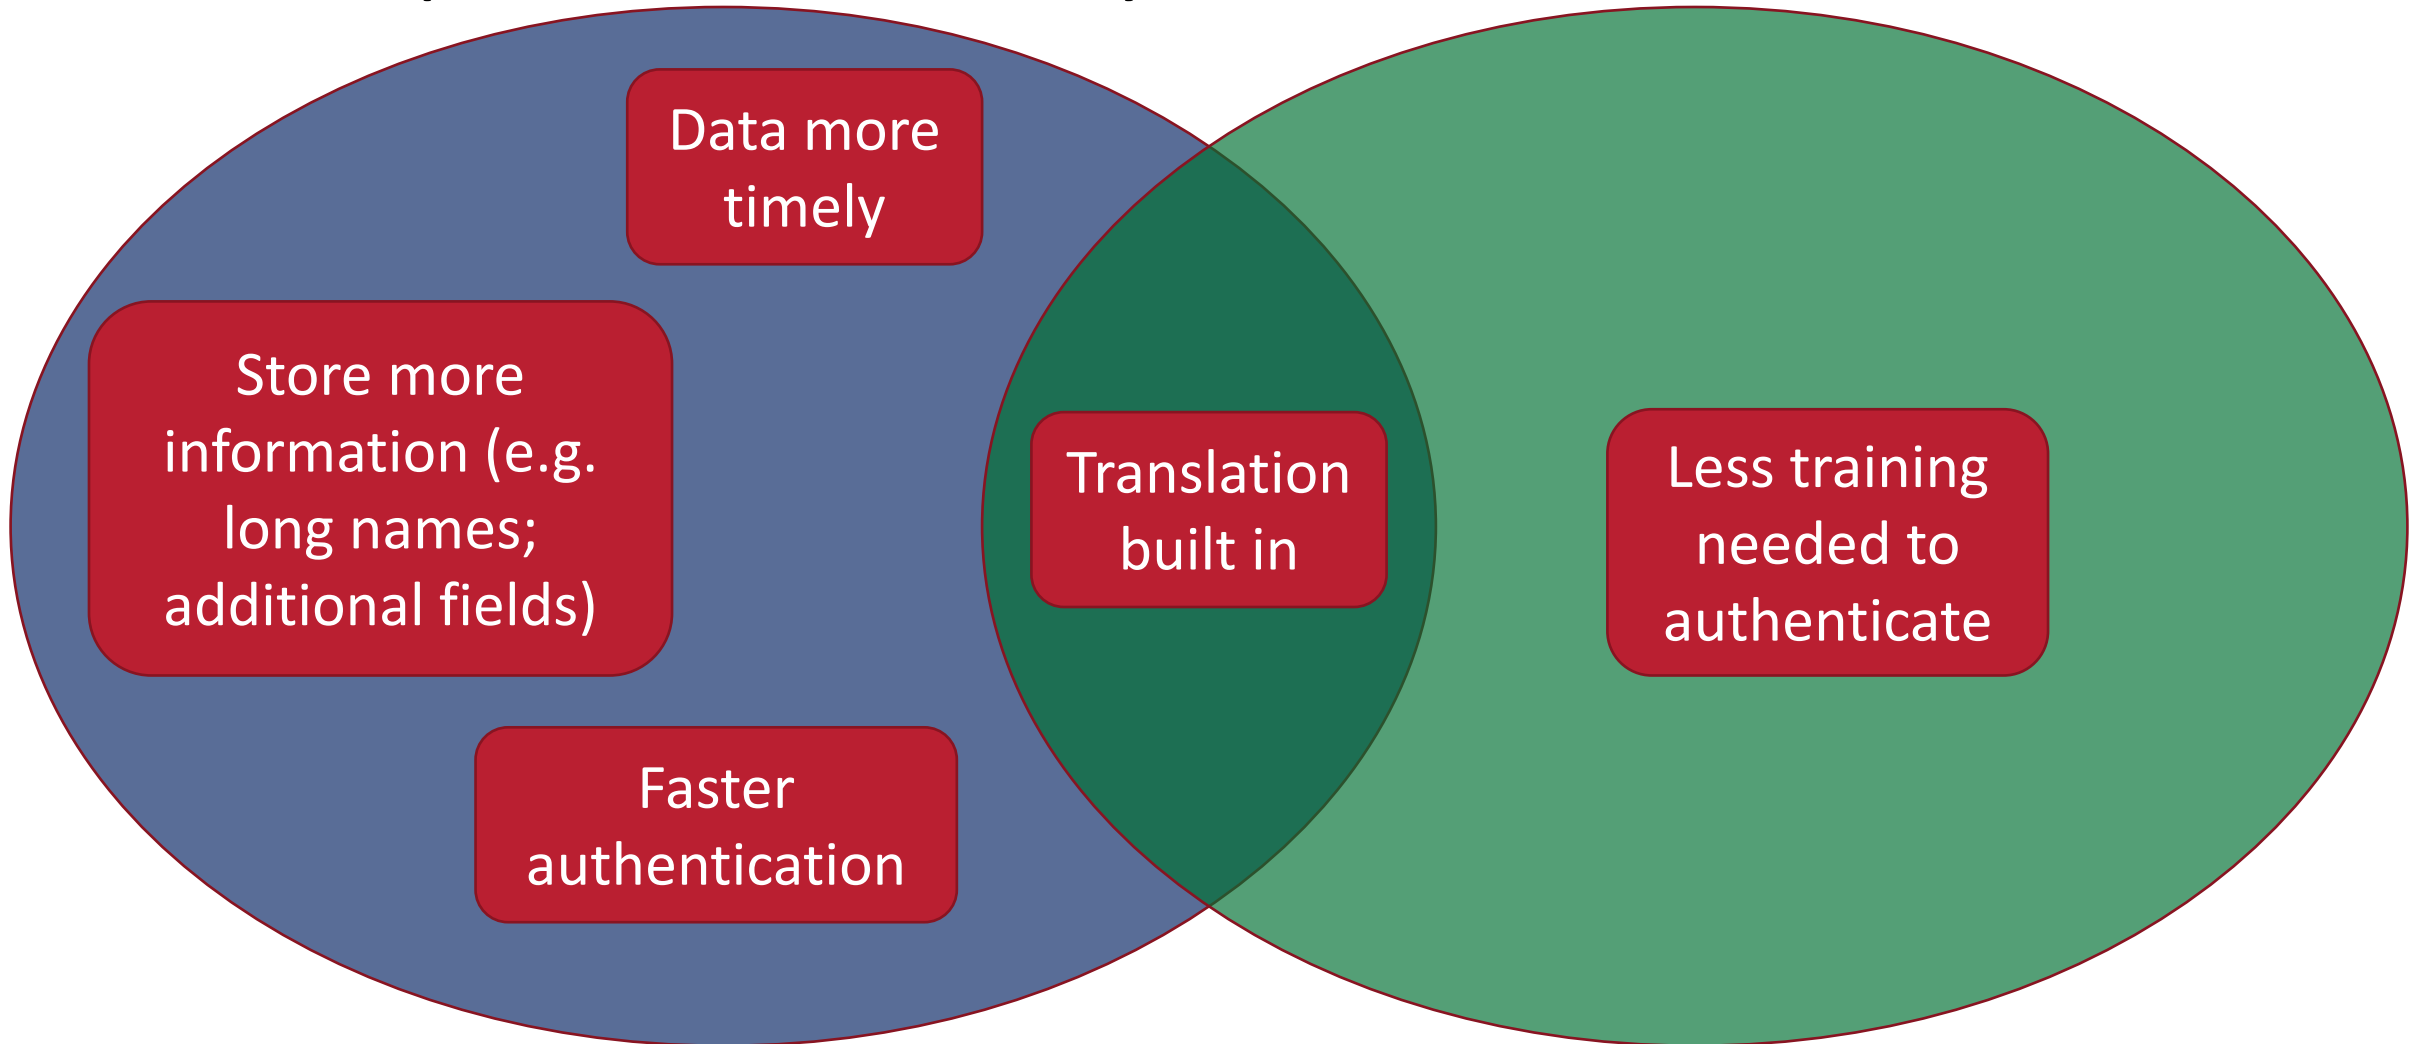 Data more
timely
Store more
information (e.g.
long names;
additional fields)
Translation
built in
Less training
needed to
authenticate
Faster
authentication